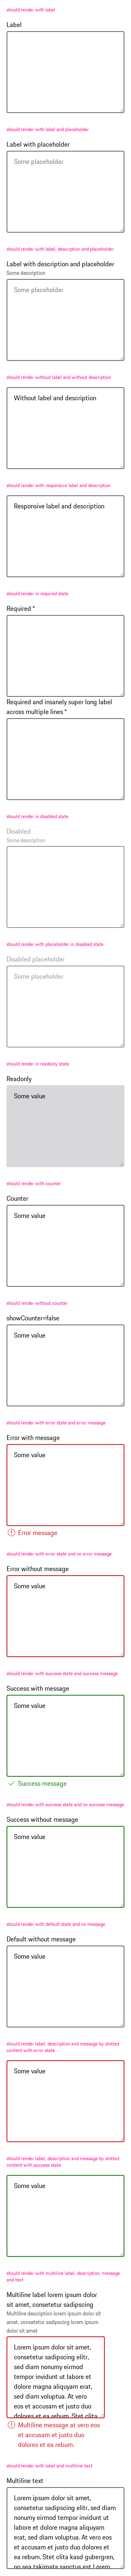 should render with label
Label
should render with label and placeholder
Label with placeholder
Some placeholder
should render with label, description and placeholder
Label with description and placeholder
Some description
Some placeholder
should render without label and without description
Without label and description
should render with responsive label and description
Responsive label and description
should render in required state
Required *
Required and insanely super long label
across multiple lines *
should render in disabled state
Disabled
Some description
should render with placeholder in disabled state
Disabled placeholder
Some placeholder
should render in readonly state
Readonly
Some value
should render with counter
Counter
Some value
should render without counter
showCounter=false
Some value
should render with error state and error message
Error with message
Some value
Error message
should render with error state and no error message
Error without message
Some value
should render with success state and success message
Success with message
Some value
Success message
should render with success state and no success message
Success without message
Some value
should render with default state and no message
Default without message
Some value
should render label, description and message by slotted
content with error state
Some value
should render label, description and message by slotted
content with success state
Some value
should render with multiline label, description, message
and text
Multiline label lorem ipsum dolor
sit amet, consetetur sadipscing
Multiline description lorem ipsum dolor sit
amet, consetetur sadipscing lorem ipsum
dolor sit amet
Lorem ipsum dolor sit amet,
consetetur sadipscing elitr,
sed diam nonumy eirmod
tempor invidunt ut labore et
dolore magna aliquyam erat,
sed diam voluptua. At vero
eos et accusam et justo duo
dolores et ea rebum. Stet clita
Multiline message at vero eos
et accusam et justo duo
dolores et ea rebum.
should render with label and multiline text
Multiline text
Lorem ipsum dolor sit amet,
consetetur sadipscing elitr, sed diam
nonumy eirmod tempor invidunt ut
labore et dolore magna aliquyam
erat, sed diam voluptua. At vero eos
et accusam et justo duo dolores et ea
rebum. Stet clita kasd gubergren,
no sea takimata sanctus est Lorem